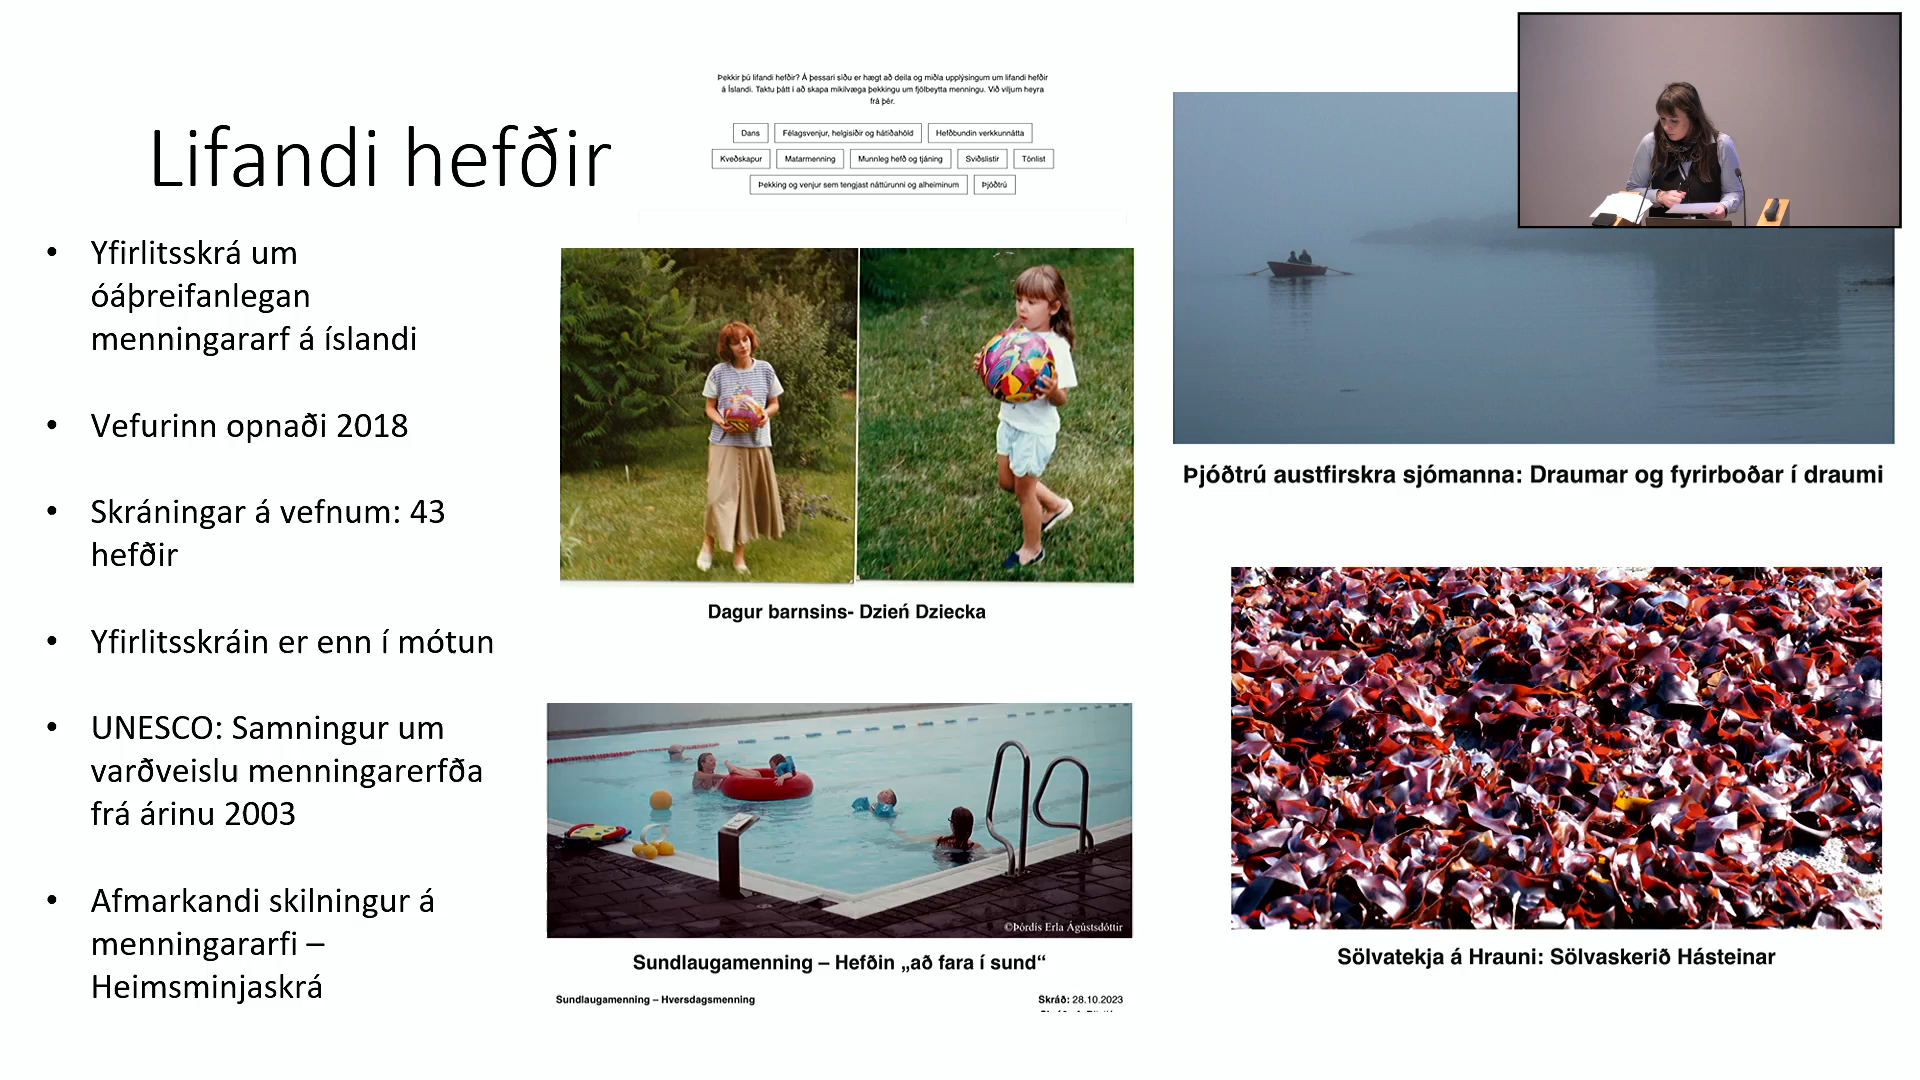 Lifandi hefðir
• Yfirlitsskrá um
óáþreifanlegan
menningararf á íslandi
• Vefurinn opnaði 2018
• Skráningar á vefnum: 43
hefðir
• Yfirlitsskráin er enn í mótun
• UNESCO: Samningur um
varðveislu menningarerfða
frá árinu 2003
• Afmarkandi skilningur á
menningararfi –
Heimsminjaskrá
Þekkir þú lifandi hefðir? Á þessari síðu er hægt að deila og miðla upplýsingum um lifandi hefðir
á Íslandi. Taktu þátt í að skapa mikilvæga þekkingu um fjölbeytta menningu. Við viljum heyra
frá þér.
Dans Félagsvenjur, helgisiðir og hátíðahöld Hefðbundin verkkunnátta
Kveðskapur Matarmenning Munnleg hefð og tjáning Sviðslistir Tónlist
Þekking og venjur sem tengjast náttúrunni og alheiminum Þjóðtrú
Dagur barnsins- Dzień Dziecka
©Þórdís Erla Ágústsdóttir
Sundlaugamenning – Hefðin „að fara í sund“
Sundlaugamenning – Hversdagsmenning Skráð: 28.10.2023
Þjóðtrú austfirskra sjómanna: Draumar og fyrirboðar í draumi
Sölvatekja á Hrauni: Sölvaskerið Hásteinar